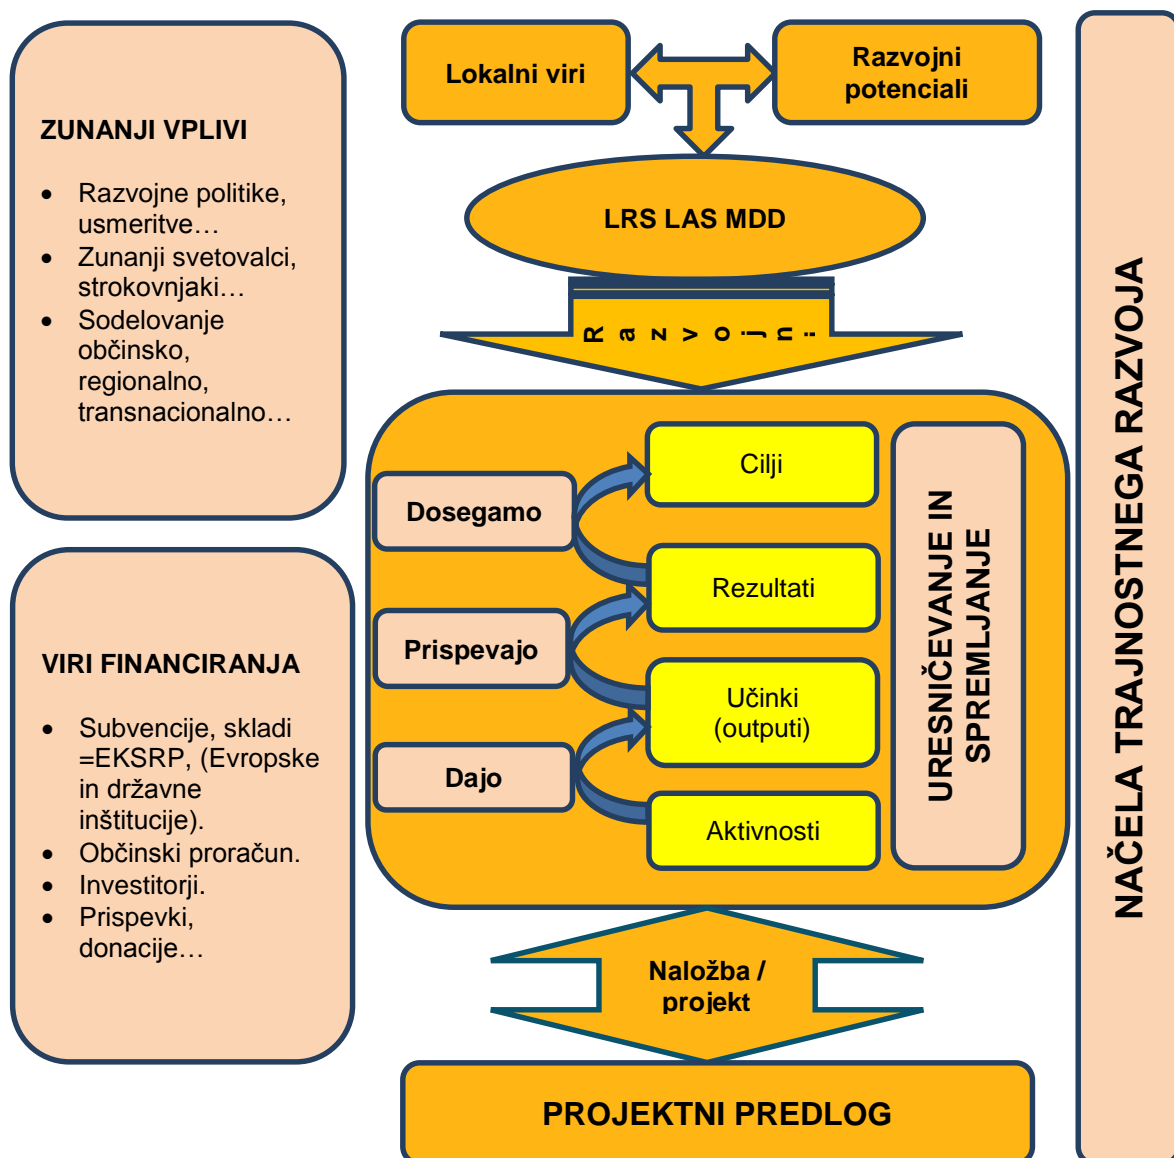 ZUNANJI VPLIVI
• Razvojne politike,
usmeritve…
• Zunanji svetovalci,
strokovnjaki…
• Sodelovanje
občinsko,
regionalno,
transnacionalno…
VIRI FINANCIRANJA
• Subvencije, skladi
=EKSRP, (Evropske
in državne
inštitucije).
• Občinski proračun.
• Investitorji.
• Prispevki,
donacije…
Lokalni viri
Razvojni
potenciali
LRS LAS MDD
Razvojni
Dosegamo
Prispevajo
Dajo
Cilji
Rezultati
Učinki
(outputi)
Aktivnosti
URESNIČEVANJE IN
SPREMLJANJE
Naložba /
projekt
PROJEKTNI PREDLOG
NAČELA TRAJNOSTNEGA RAZVOJA